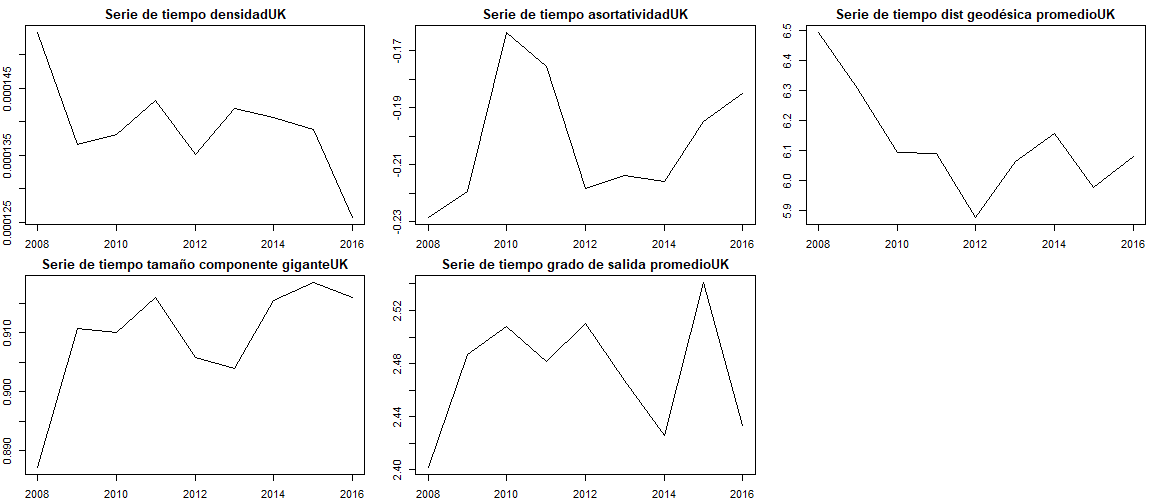 Serie de tiempo densidadUK
0.000125 0.000135 0.000145
2008 2010 2012 2014 2016
Serie de tiempo asortatividadUK
-0.23 -0.21 -0.19 -0.17
2008 2010 2012 2014 2016
Serie de tiempo dist geodésica promedioUK
5.9 6.0 6.1 6.2 6.3 6.4 6.5
2008 2010 2012 2014 2016
Serie de tiempo tamaño componente giganteUK
0.890 0.900 0.910
2008 2010 2012 2014 2016
Serie de tiempo grado de salida promedioUK
2.40 2.44 2.48 2.52
2008 2010 2012 2014 2016